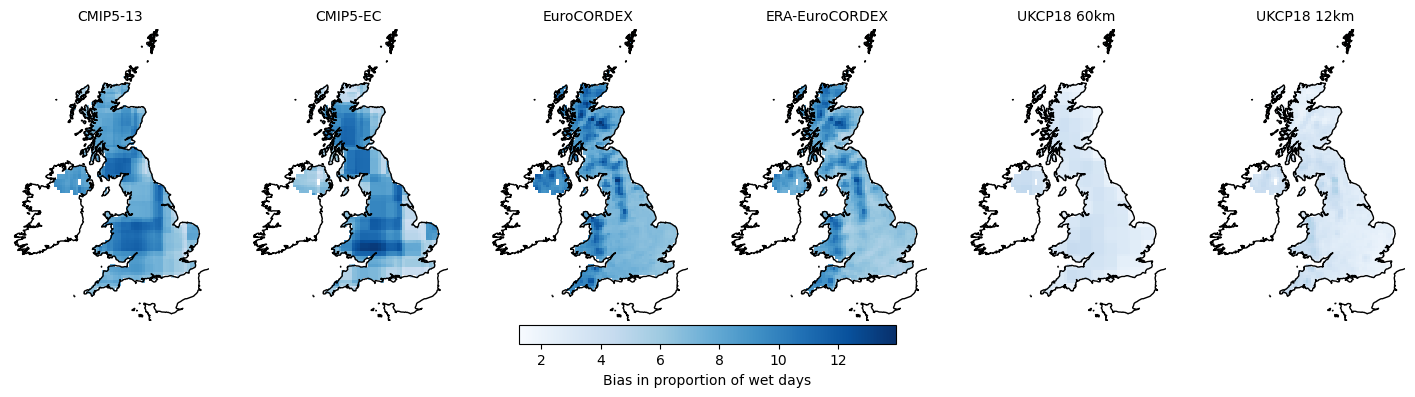 CMIP5-13
CMIP5-EC
EuroCORDEX
ERA-EuroCORDEX
UKCP18 60km
UKCP18 12km
2 4 6 8 10 12
Bias in proportion of wet days